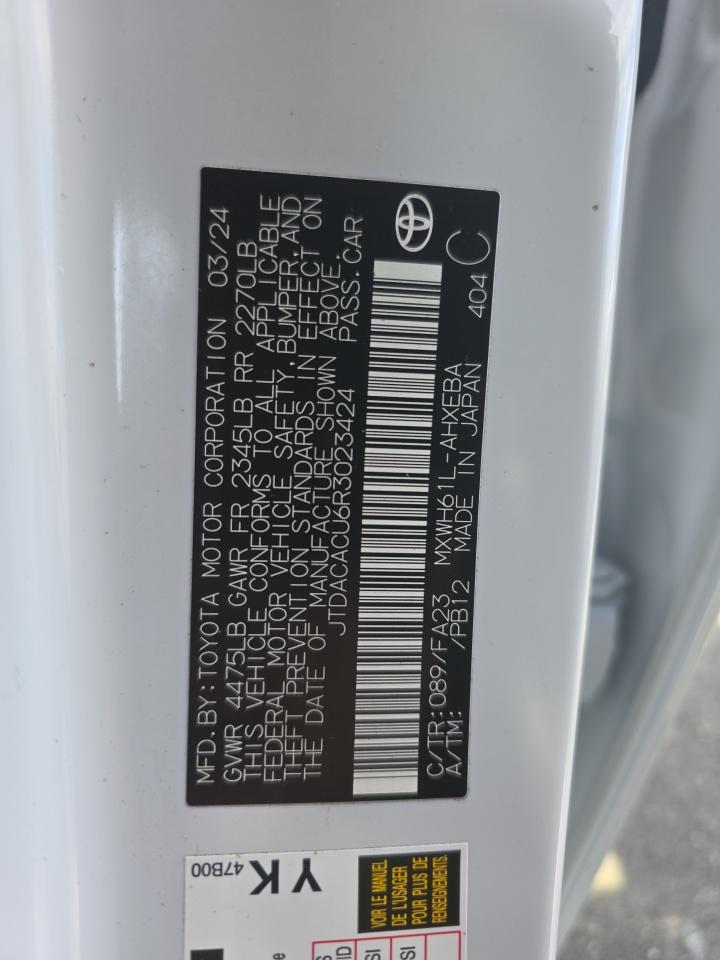 MFD.BY:TOYOTA MOTOR CORPORATION 03/24
GVWR 4475LB GAWR FR 2345LB RR 2270LB
THIS VEHICLE CONFORMS TO ALL APPLICABLE
FEDERAL MOTOR VEHICLE SAFETY,BUMPER,AND
THEFT PREVENTION STANDARDS IN EFFECT ON
THE DATE OF MANUFACTURE SHOWN ABOVE.
JTDACACU6R3023424 PASS.CAR
C/TR:089/FA23 MXWH61L-AHXEBA
A/TM: /PB12 MADE IN JAPAN 404 C
YK
47B00
VOIR LE MANUEL
DE L'USAGER
POUR PLUS DE
RENSEIGNEMENTS.
SI
SI